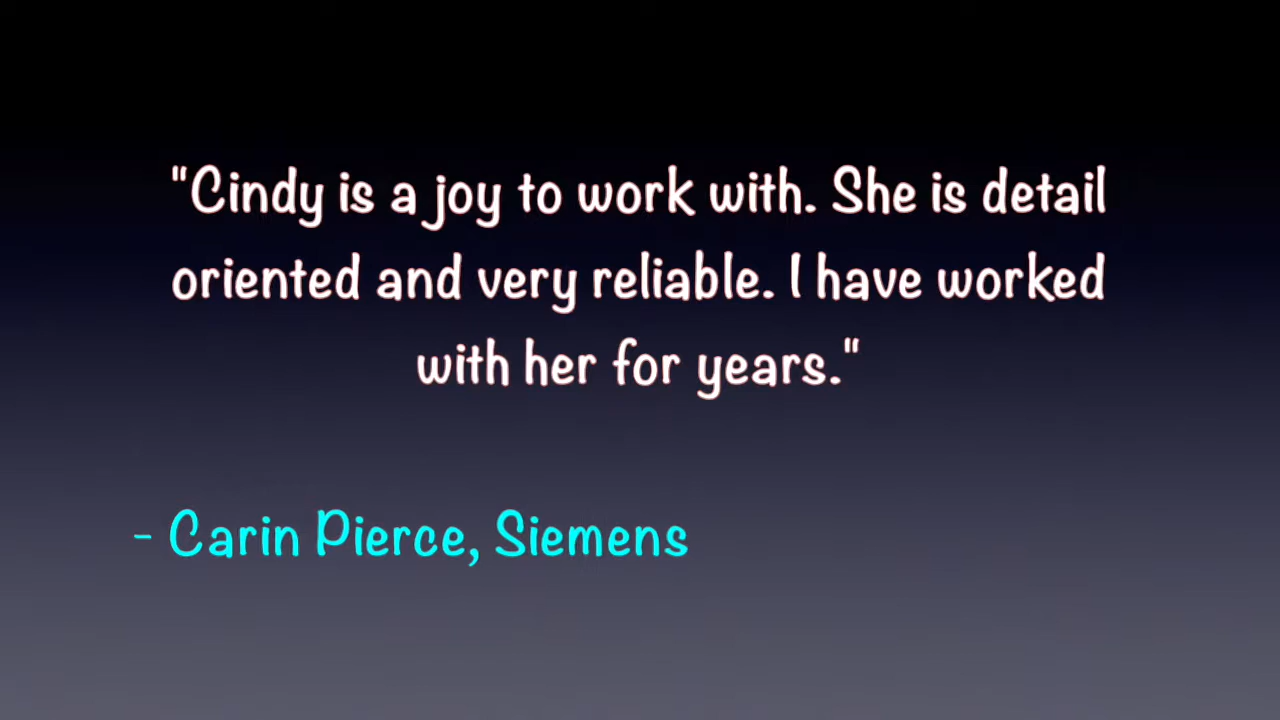 "Cindy is a joy to work with. She is detail
oriented and very reliable. I have worked
with her for years."
- Carin Pierce, Siemens